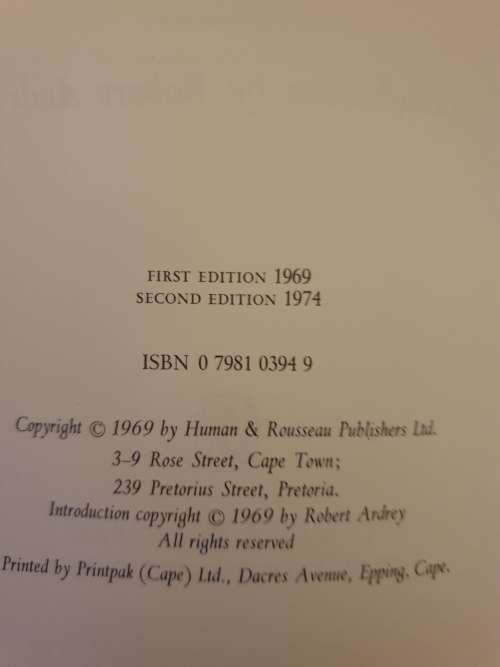 FIRST EDITION 1969
SECOND EDITION 1974
ISBN 0 7981 0394 9
Copyright © 1969 by Human & Rousseau Publishers Ltd.
3–9 Rose Street, Cape Town;
239 Pretorius Street, Pretoria.
Introduction copyright © 1969 by Robert Ardrey
All rights reserved
Printed by Printpak (Cape) Ltd., Dacres Avenue, Epping, Cape.